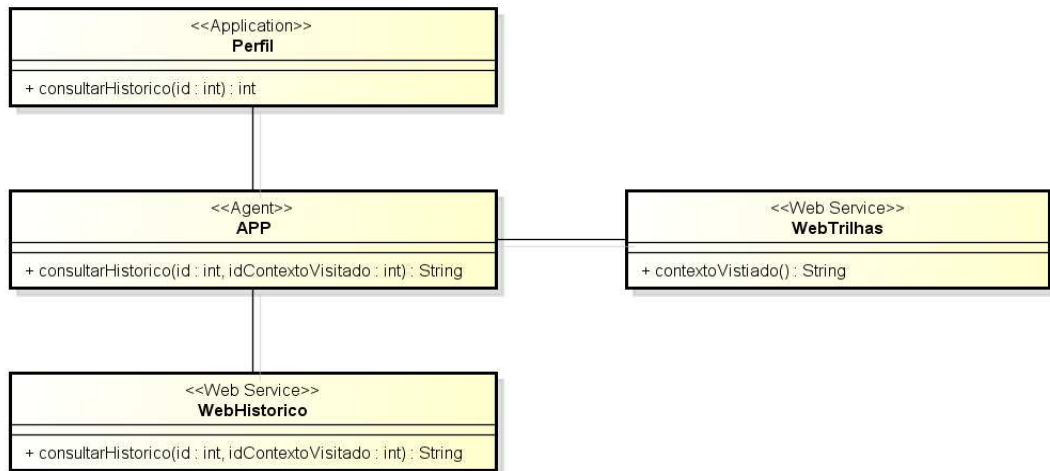 <<Application>>
Perfil
+ consultarHistorico(id : int) : int
<<Agent>>
APP
+ consultarHistorico(id : int, idContextoVisitado : int) : String
<<Web Service>>
WebTrilhas
+ contextoVistiado() : String
<<Web Service>>
WebHistorico
+ consultarHistorico(id : int, idContextoVisitado : int) : String